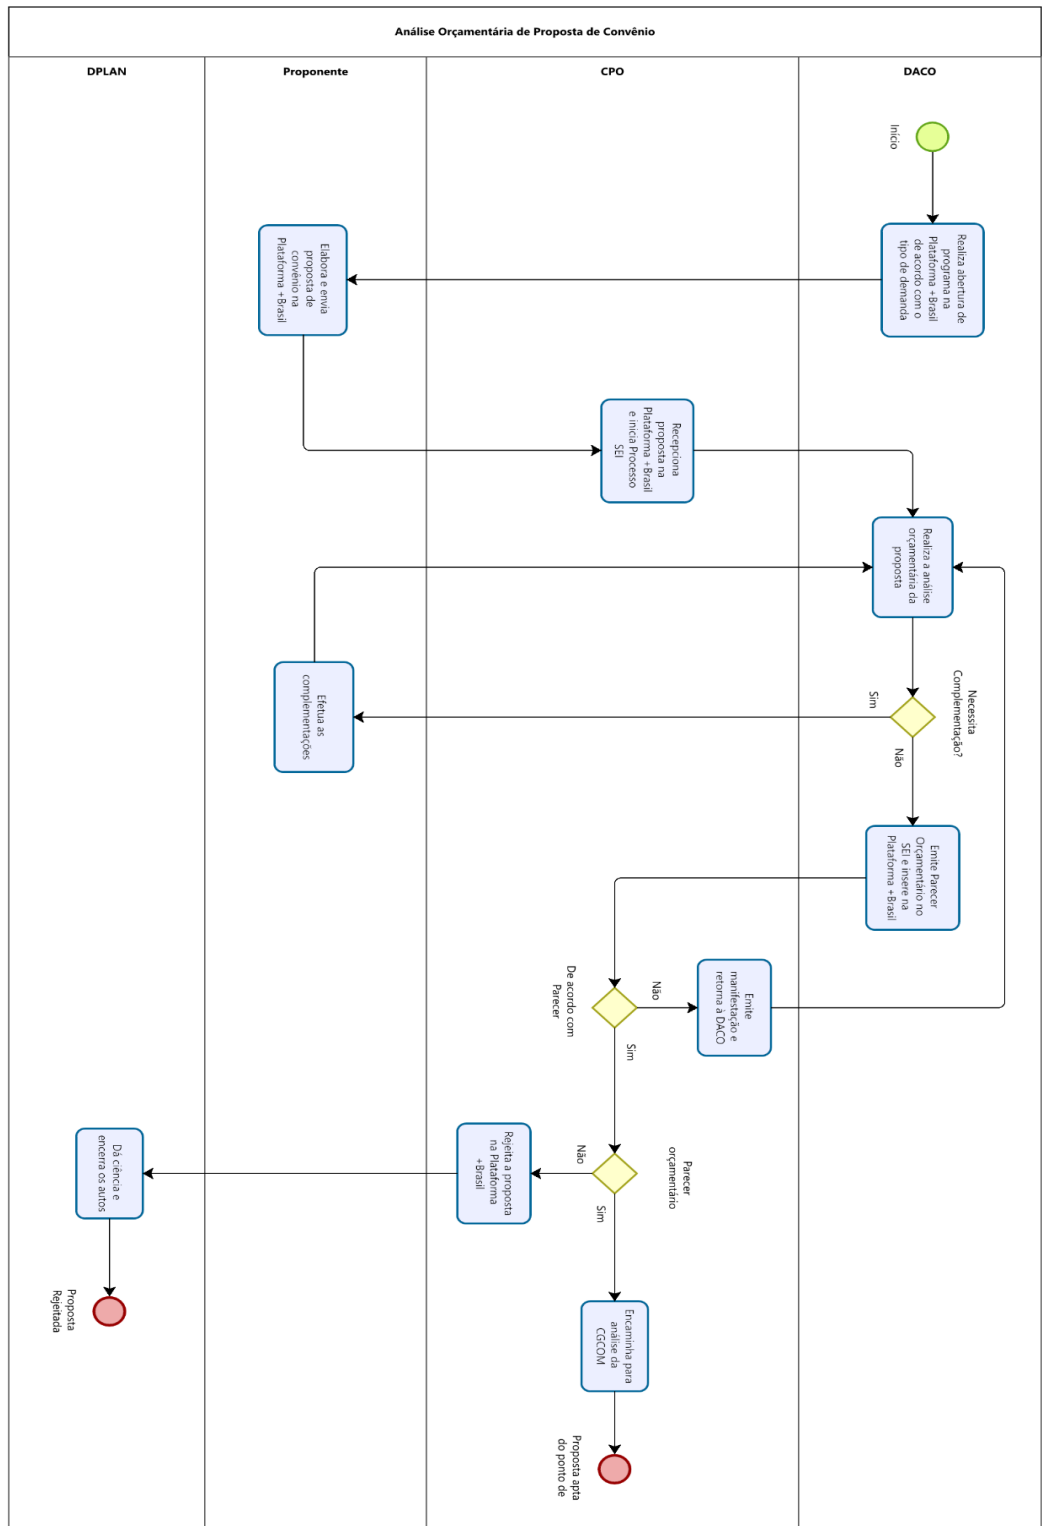 Análise Orçamentária de Proposta de Convênio
DPLAN
Proponente
CPO
DACO
Início
Realiza abertura de
programa na
Plataforma +Brasil
de acordo com o
tipo de demanda
Elabora e envia
proposta de
convênio na
Plataforma +Brasil
Recepciona
proposta na
Plataforma +Brasil
e inicia Processo
SEI
Realiza a análise
orçamentária da
proposta
Necessita
Complementação?
Sim
Não
Efetua as
complementações
Emite Parecer
Orçamentário no
SEI e insere na
Plataforma +Brasil
De acordo com
Parecer
Não
Sim
Emite
manifestação e
retorna à DACO
Parecer
orçamentário
Não
Sim
Rejeita a proposta
na Plataforma
+Brasil
Dá ciência e
encerra os autos
Proposta
Rejeitada
Encaminha para
análise da
CGCOM
Proposta apta
do ponto de